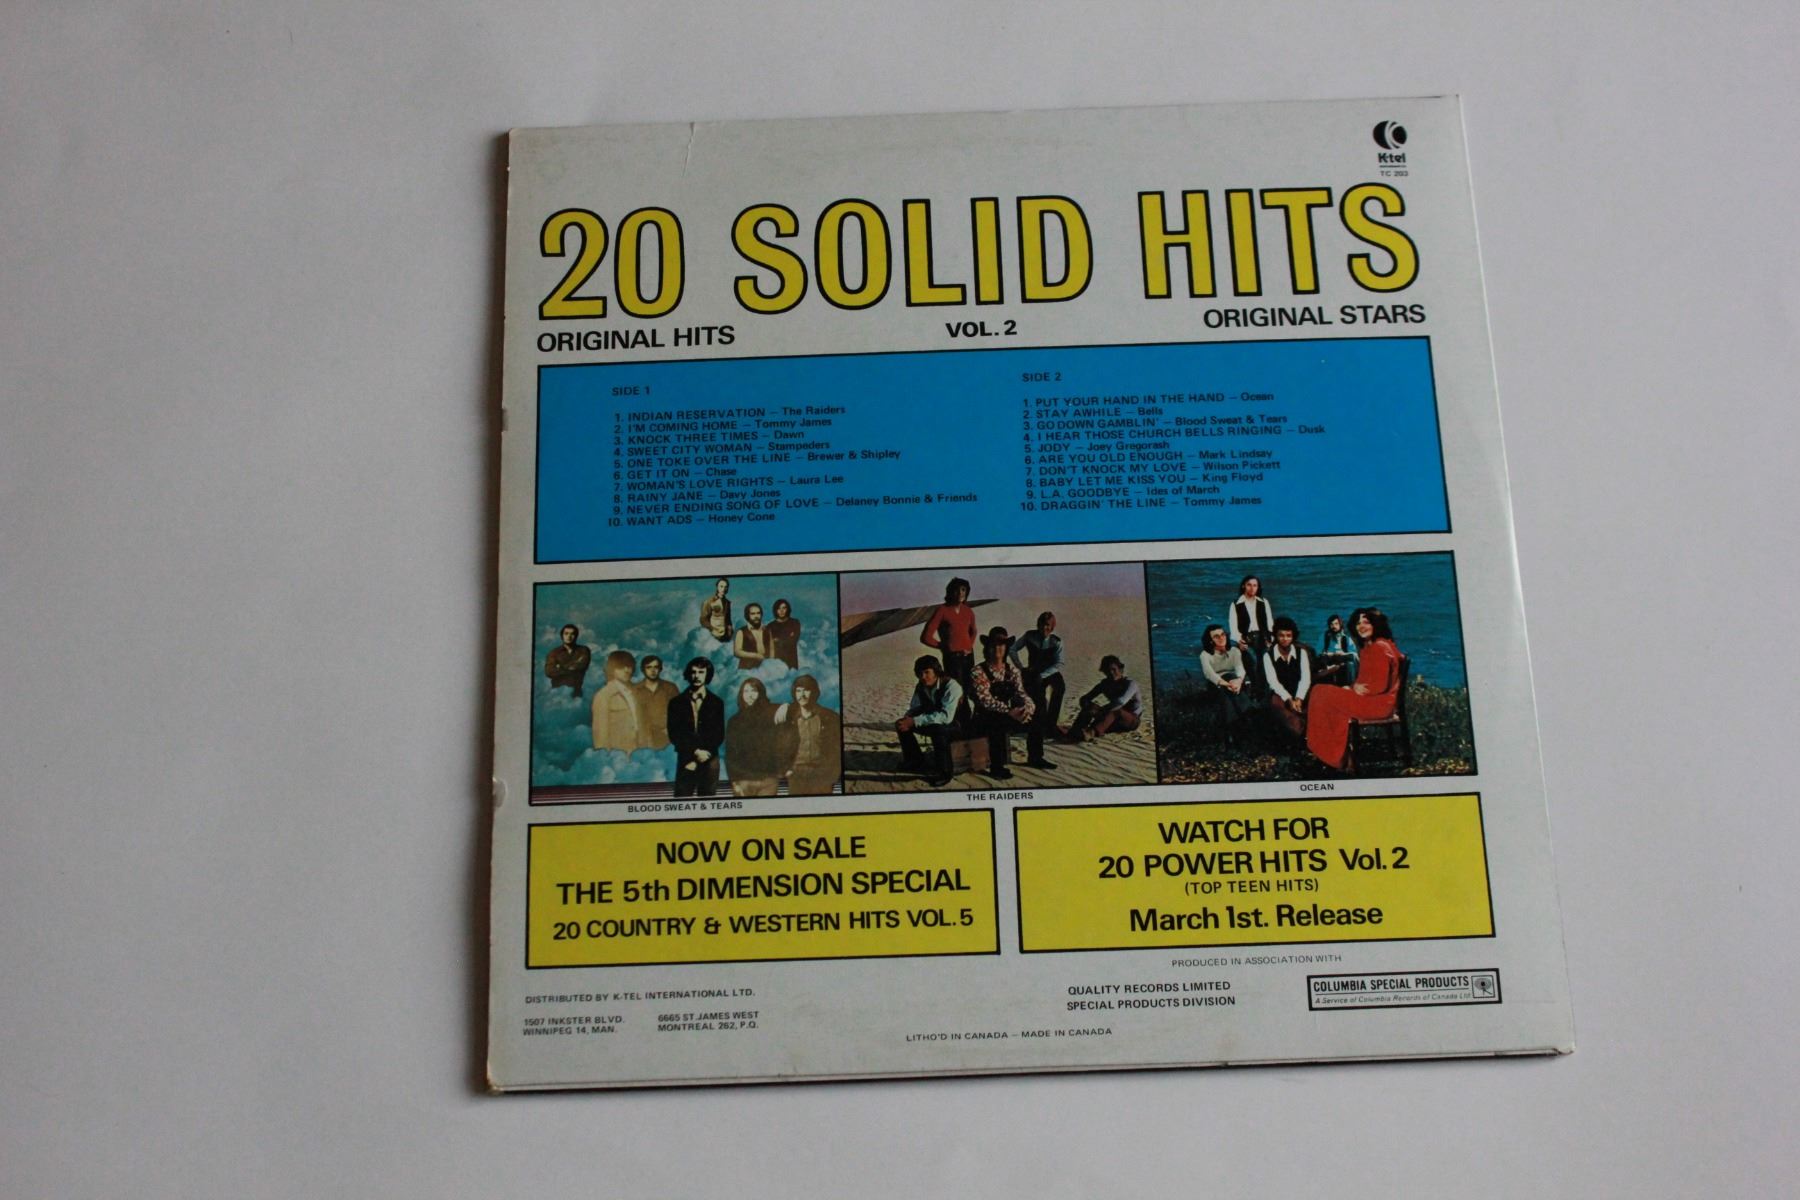 K-tel
TC 203
20 SOLID HITS
ORIGINAL HITS
VOL. 2
ORIGINAL STARS
SIDE 1
1. INDIAN RESERVATION – The Raiders
2. I'M COMING HOME – Tommy James
3. KNOCK THREE TIMES – Dawn
4. SWEET CITY WOMAN – Stampeders
5. ONE TOKE OVER THE LINE – Brewer & Shipley
6. GET IT ON – Chase
7. WOMAN'S LOVE RIGHTS – Laura Lee
8. RAINY JANE – Davy Jones
9. NEVER ENDING SONG OF LOVE – Delaney Bonnie & Friends
10. WANT ADS – Honey Cone
SIDE 2
1. PUT YOUR HAND IN THE HAND – Ocean
2. STAY AWHILE – Bells
3. GO DOWN GAMBLIN' – Blood Sweat & Tears
4. I HEAR THOSE CHURCH BELLS RINGING – Dusk
5. JODY – Joey Gregorash
6. ARE YOU OLD ENOUGH – Mark Lindsay
7. DON'T KNOCK MY LOVE – Wilson Pickett
8. BABY LET ME KISS YOU – King Floyd
9. L.A. GOODBYE – Ides of March
10. DRAGGIN' THE LINE – Tommy James
BLOOD SWEAT & TEARS
THE RAIDERS
OCEAN
NOW ON SALE
THE 5th DIMENSION SPECIAL
20 COUNTRY & WESTERN HITS VOL. 5
WATCH FOR
20 POWER HITS Vol. 2
(TOP TEEN HITS)
March 1st. Release
PRODUCED IN ASSOCIATION WITH
DISTRIBUTED BY K-TEL INTERNATIONAL LTD.
1507 INKSTER BLVD.
WINNIPEG 14, MAN.
6665 ST. JAMES WEST
MONTREAL 262, P.Q.
QUALITY RECORDS LIMITED
SPECIAL PRODUCTS DIVISION
COLUMBIA SPECIAL PRODUCTS
A Service of Columbia Records of Canada Ltd
LITHO'D IN CANADA – MADE IN CANADA